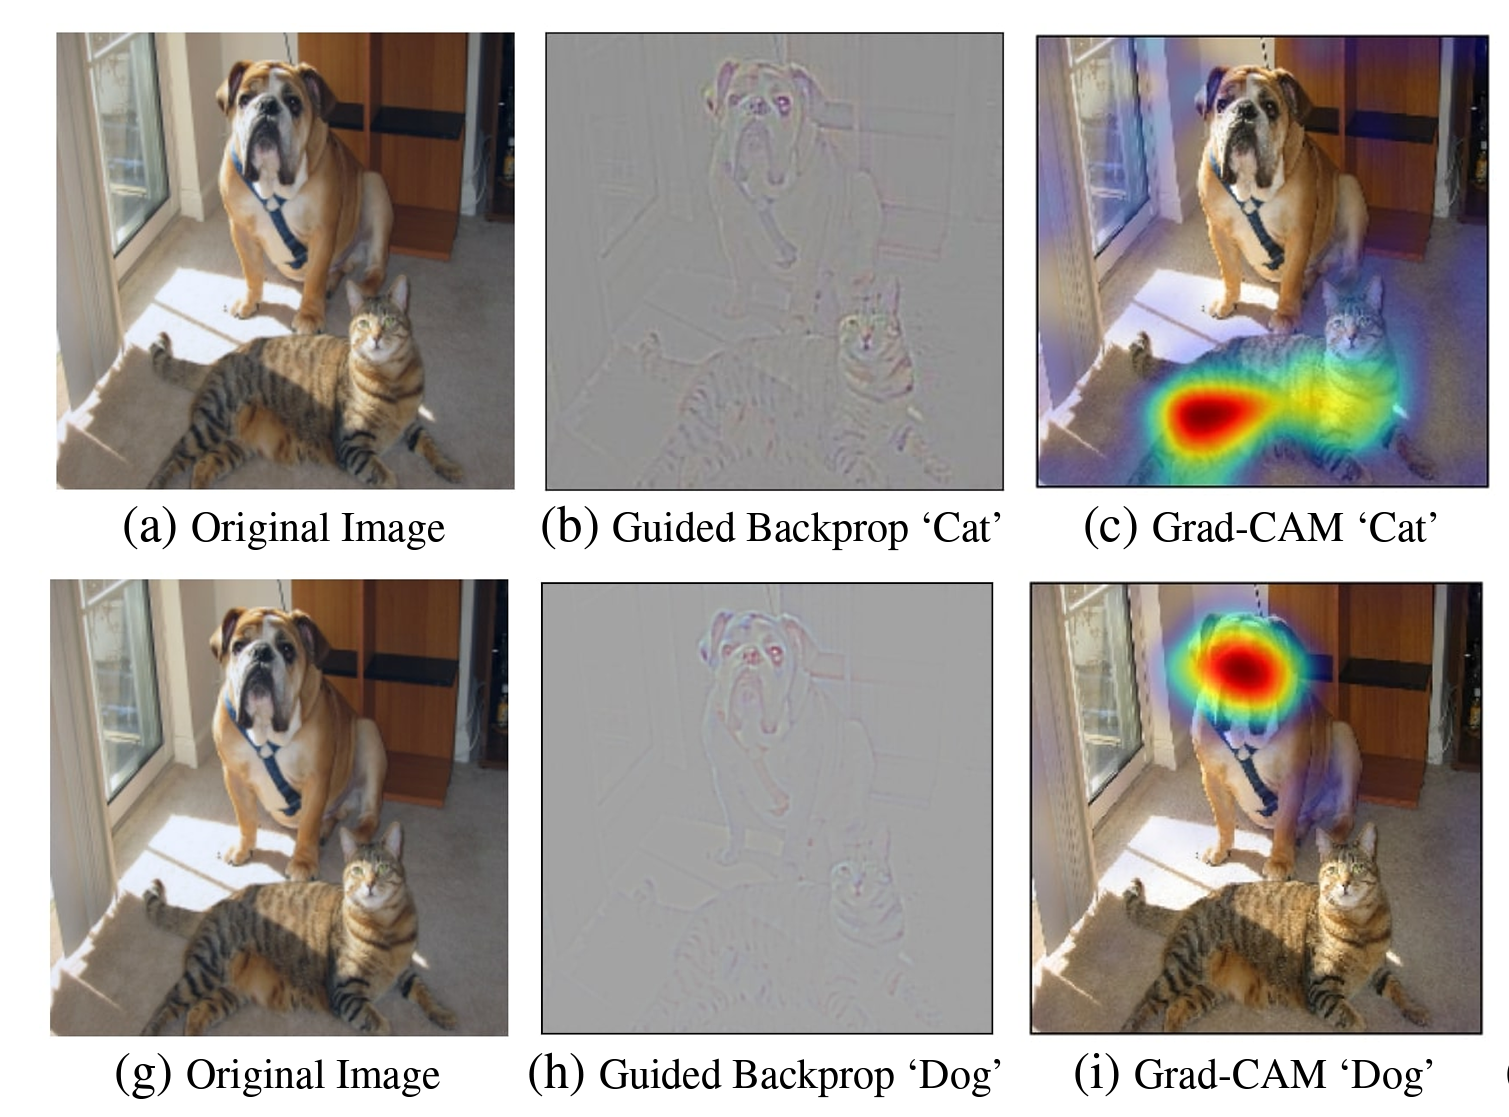 (a) Original Image
(b) Guided Backprop ‘Cat’
(c) Grad-CAM ‘Cat’
(g) Original Image
(h) Guided Backprop ‘Dog’
(i) Grad-CAM ‘Dog’